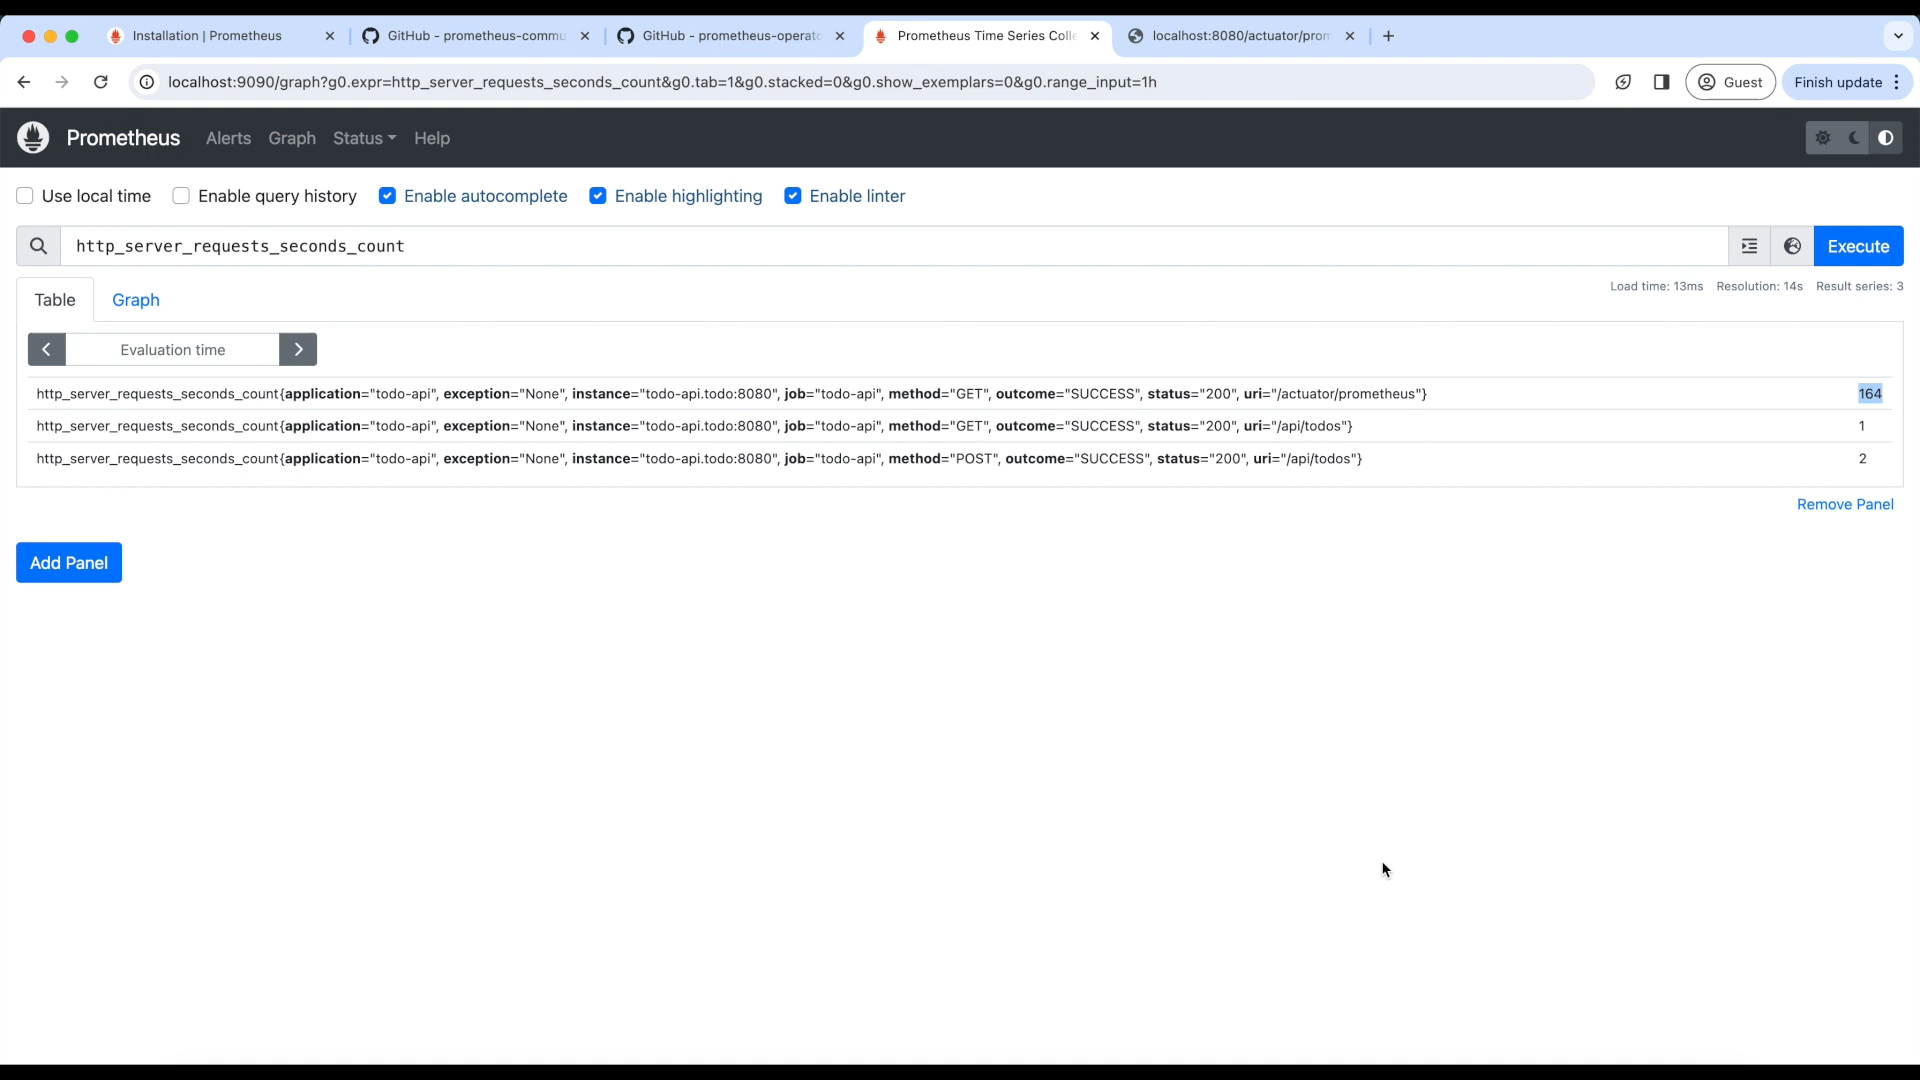 Installation | Prometheus
GitHub - prometheus-commu
GitHub - prometheus-operato
Prometheus Time Series Colle
localhost:8080/actuator/prom
localhost:9090/graph?g0.expr=http_server_requests_seconds_count&g0.tab=1&g0.stacked=0&g0.show_exemplars=0&g0.range_input=1h
Guest
Finish update
Prometheus
Alerts
Graph
Status
Help
Use local time
Enable query history
Enable autocomplete
Enable highlighting
Enable linter
http_server_requests_seconds_count
Execute
Table
Graph
Load time: 13ms
Resolution: 14s
Result series: 3
Evaluation time
http_server_requests_seconds_count{application="todo-api", exception="None", instance="todo-api.todo:8080", job="todo-api", method="GET", outcome="SUCCESS", status="200", uri="/actuator/prometheus"} 164
http_server_requests_seconds_count{application="todo-api", exception="None", instance="todo-api.todo:8080", job="todo-api", method="GET", outcome="SUCCESS", status="200", uri="/api/todos"} 1
http_server_requests_seconds_count{application="todo-api", exception="None", instance="todo-api.todo:8080", job="todo-api", method="POST", outcome="SUCCESS", status="200", uri="/api/todos"} 2
Remove Panel
Add Panel